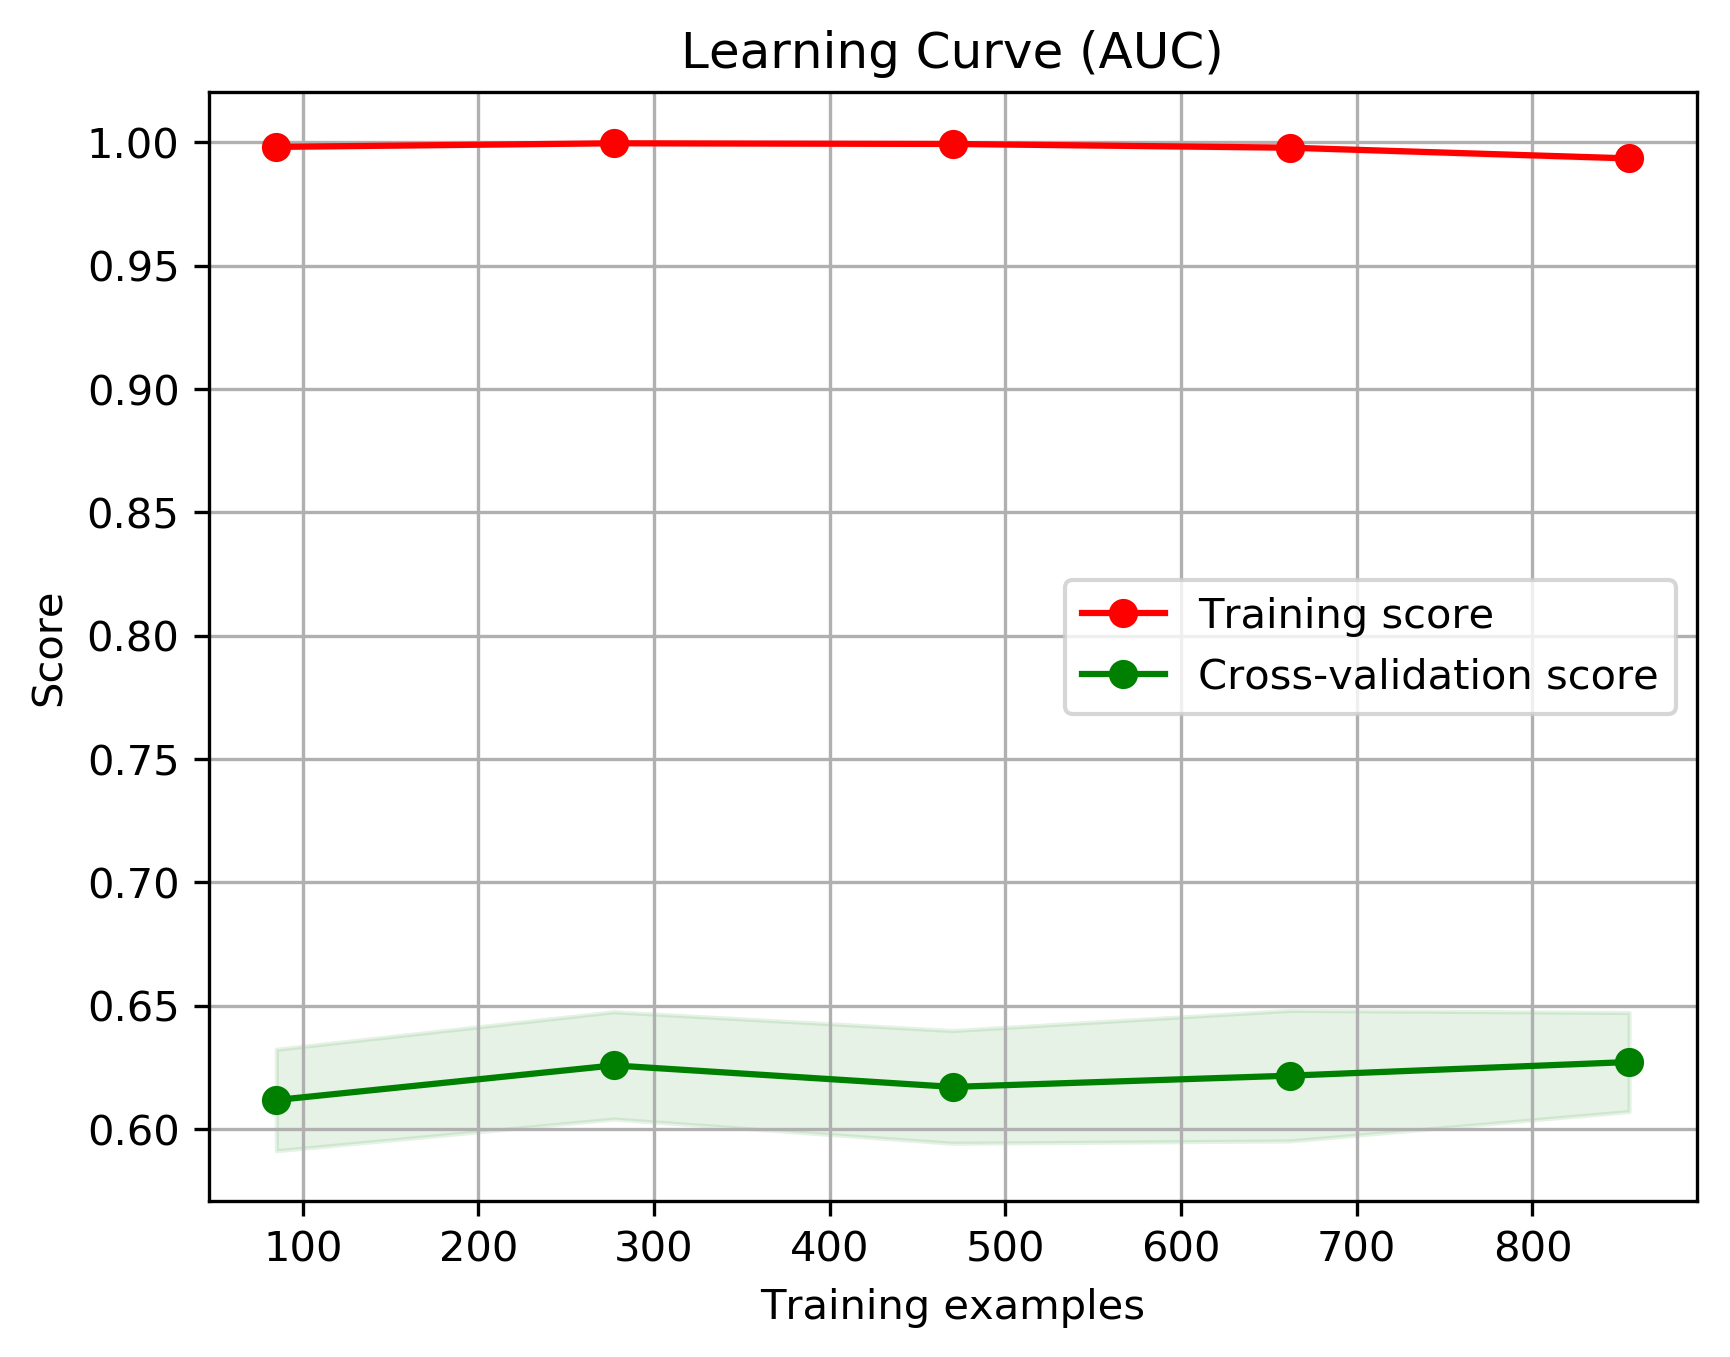 Learning Curve (AUC)
1.00
0.95
0.90
0.85
0.80
0.75
0.70
0.65
0.60
Score
Training score
Cross-validation score
100 200 300 400 500 600 700 800
Training examples